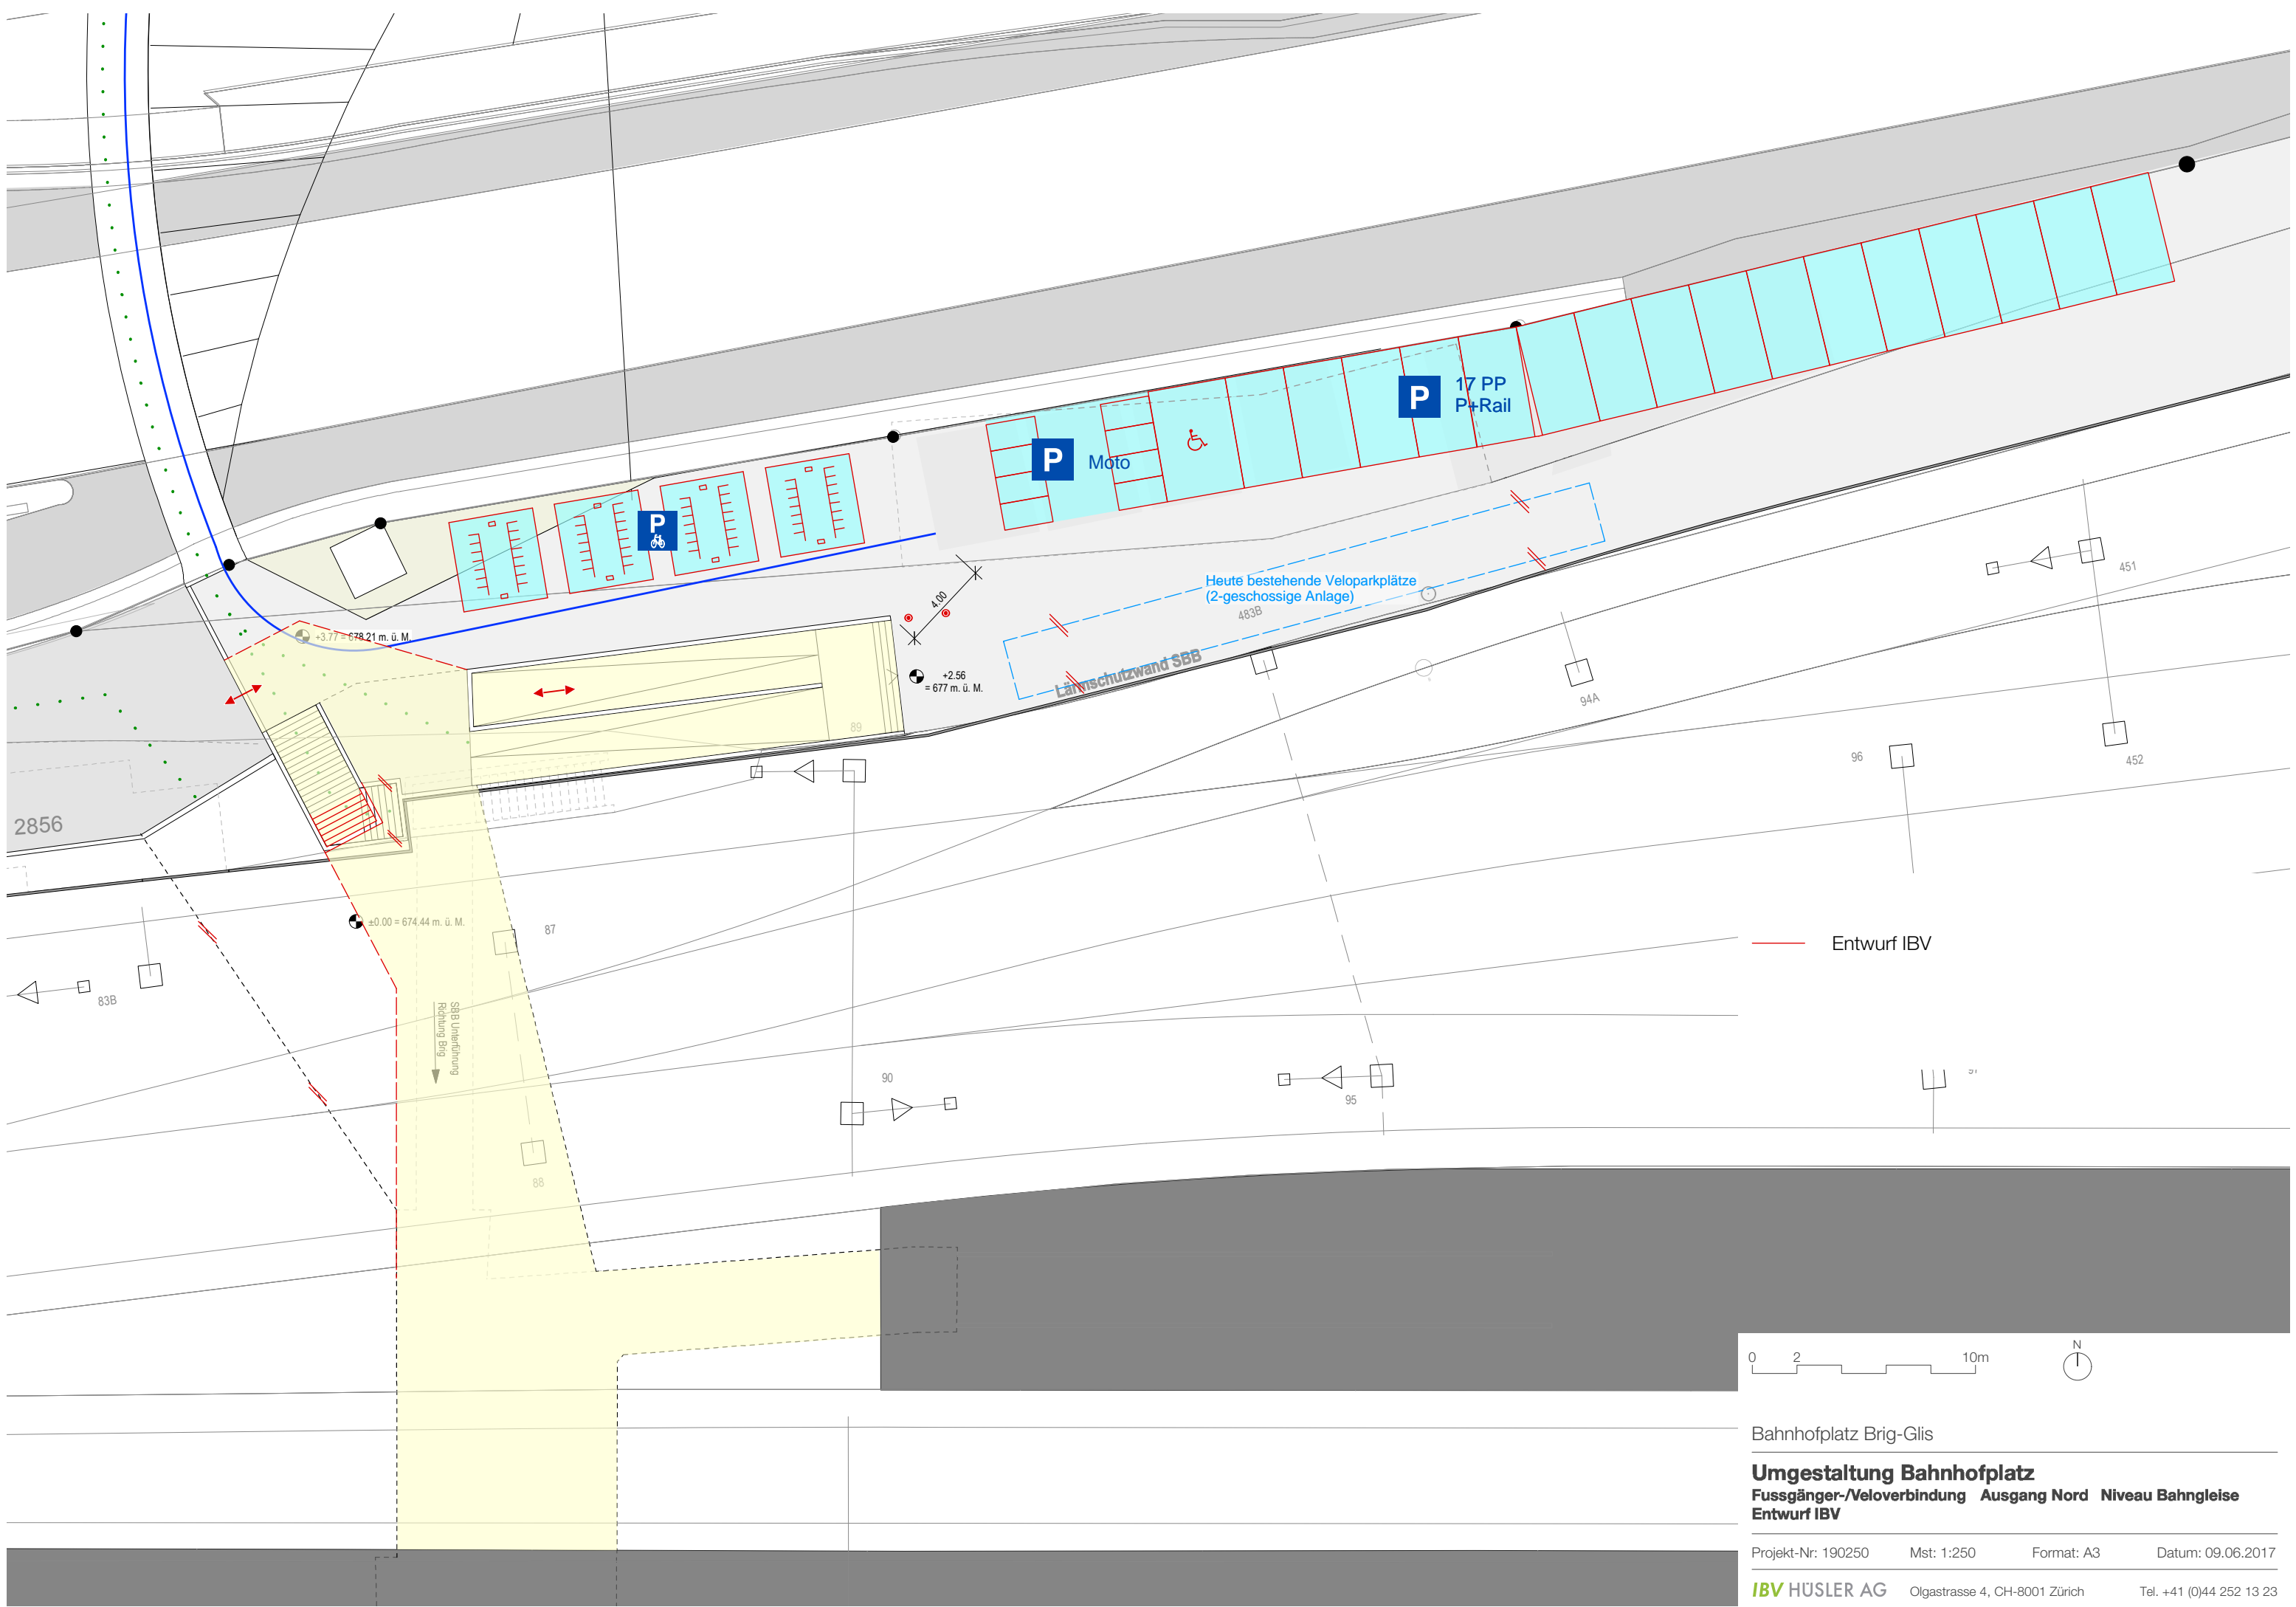 17 PP
P+Rail
P
P
Moto
P
Heute bestehende Veloparkplätze
(2-geschossige Anlage)
483B
4.00
+3.77 = 678.21 m. ü. M.
+2.56
= 677 m. ü. M.
Lärmschutzwand SBB
89
94A
451
452
96
2856
±0.00 = 674.44 m. ü. M.
87
83B
SBB Unterführung
Richtung Brig
88
90
95
Entwurf IBV
0 2 10m
N
Bahnhofplatz Brig-Glis
Umgestaltung Bahnhofplatz
Fussgänger-/Veloverbindung Ausgang Nord Niveau Bahngleise
Entwurf IBV
Projekt-Nr: 190250 Mst: 1:250 Format: A3 Datum: 09.06.2017
IBV HÜSLER AG Olgastrasse 4, CH-8001 Zürich Tel. +41 (0)44 252 13 23